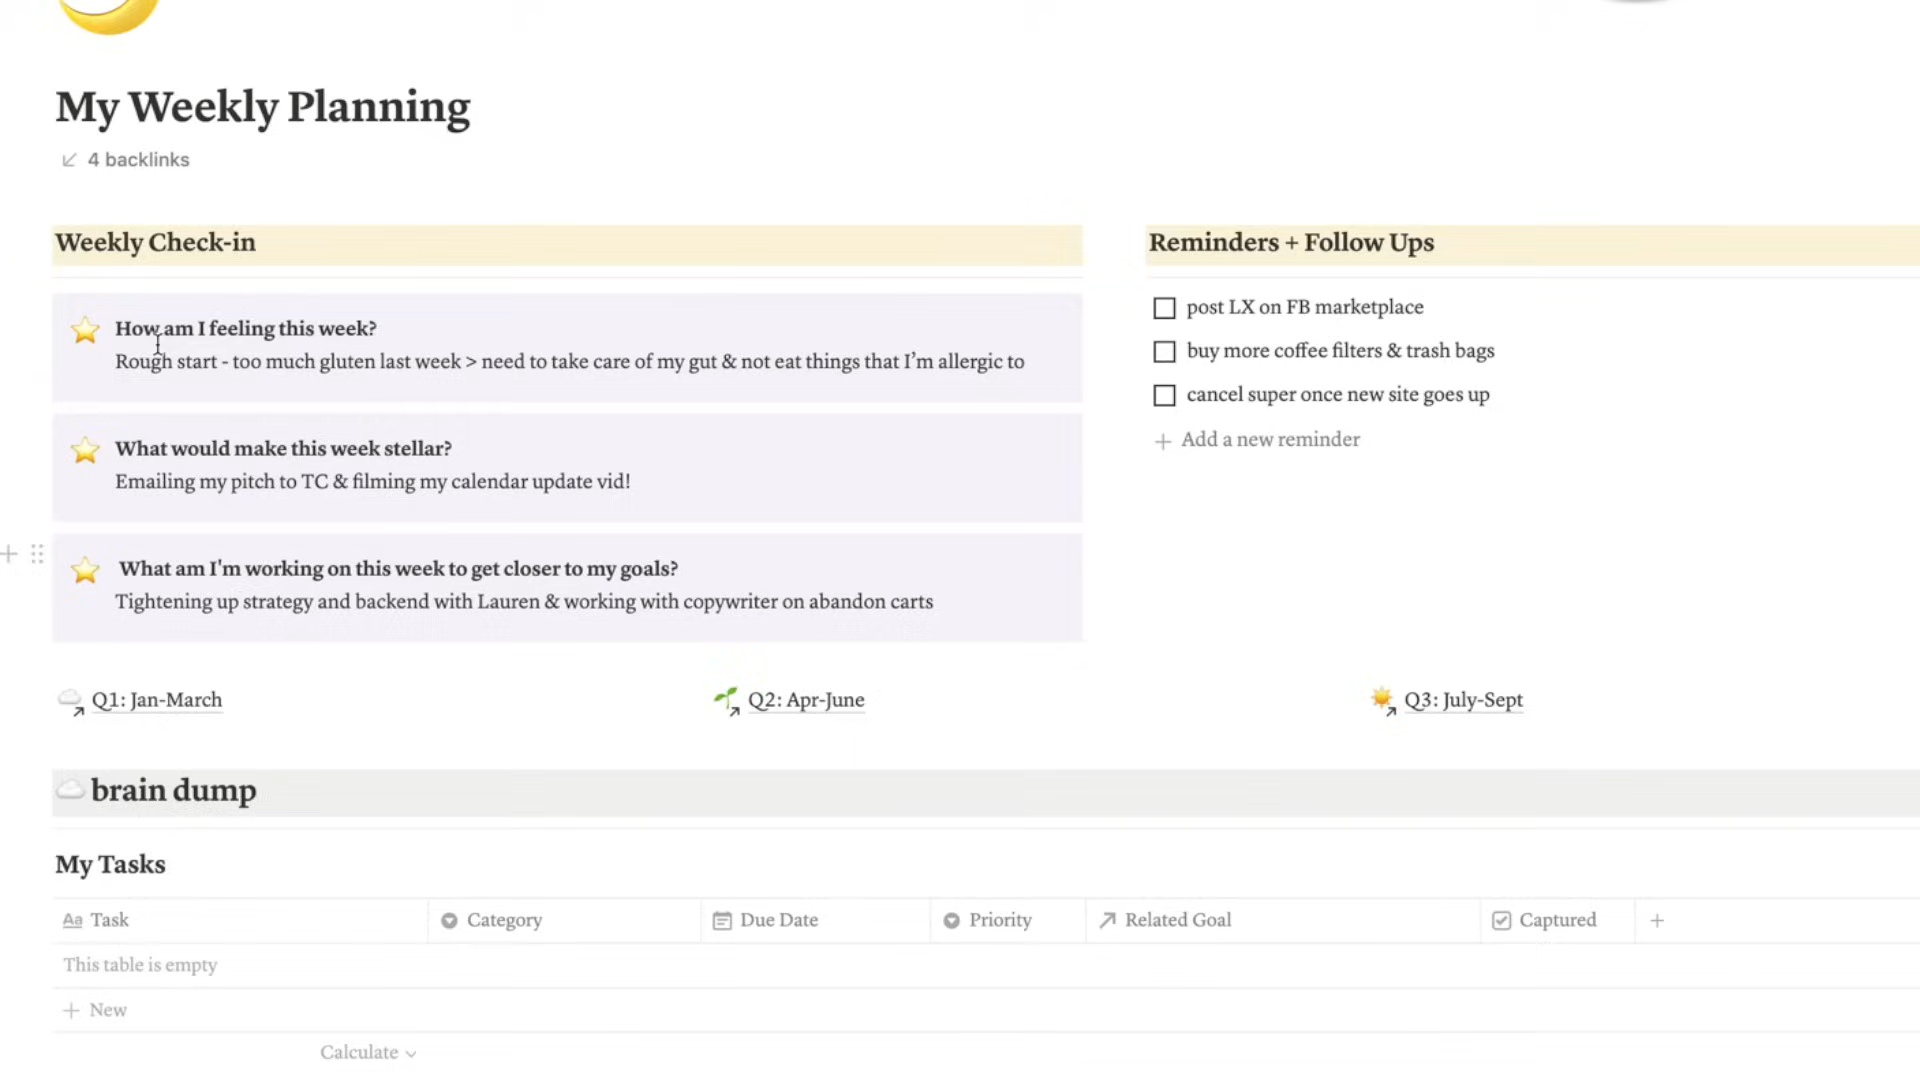 My Weekly Planning
4 backlinks
Weekly Check-in
How am I feeling this week?
Rough start - too much gluten last week > need to take care of my gut & not eat things that I’m allergic to
What would make this week stellar?
Emailing my pitch to TC & filming my calendar update vid!
What am I'm working on this week to get closer to my goals?
Tightening up strategy and backend with Lauren & working with copywriter on abandon carts
Reminders + Follow Ups
post LX on FB marketplace
buy more coffee filters & trash bags
cancel super once new site goes up
Add a new reminder
Q1: Jan-March
Q2: Apr-June
Q3: July-Sept
brain dump
My Tasks
Aa Task Category Due Date Priority Related Goal Captured
This table is empty
New
Calculate